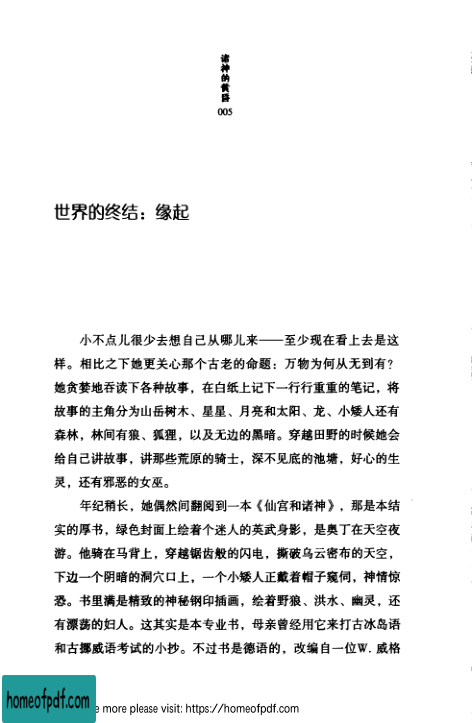 诸神的黄昏
005
世界的终结：缘起
小不点儿很少去想自己从哪儿来——至少现在看上去是这
样。相比之下她更关心那个古老的命题：万物为何从无到有？
她贪婪地吞读下各种故事，在白纸上记下一行行重重的笔记，将
故事的主角分为山岳树木、星星、月亮和太阳、龙、小矮人还有
森林，林间有狼、狐狸，以及无边的黑暗。穿越田野的时候她会
给自己讲故事，讲那些荒原的骑士，深不见底的池塘，好心的生
灵，还有邪恶的女巫。
年纪稍长，她偶然间翻阅到一本《仙宫和诸神》，那是本结
实的厚书，绿色封面上绘着个迷人的英武身影，是奥丁在天空夜
游。他骑在马背上，穿越锯齿般的闪电，撕破乌云密布的天空，
下边一个阴暗的洞穴口上，一个小矮人正戴着帽子窥伺，神情惊
恐。书里满是精致的神秘钢印插画，绘着野狼、洪水、幽灵，还
有漂荡的妇人。这其实是本专业书，母亲曾经用它来打古冰岛语
和古挪威语考试的小抄。不过书是德语的，改编自一位W. 威格
homeofpdf.com
e more please visit: https://homeofpdf.com